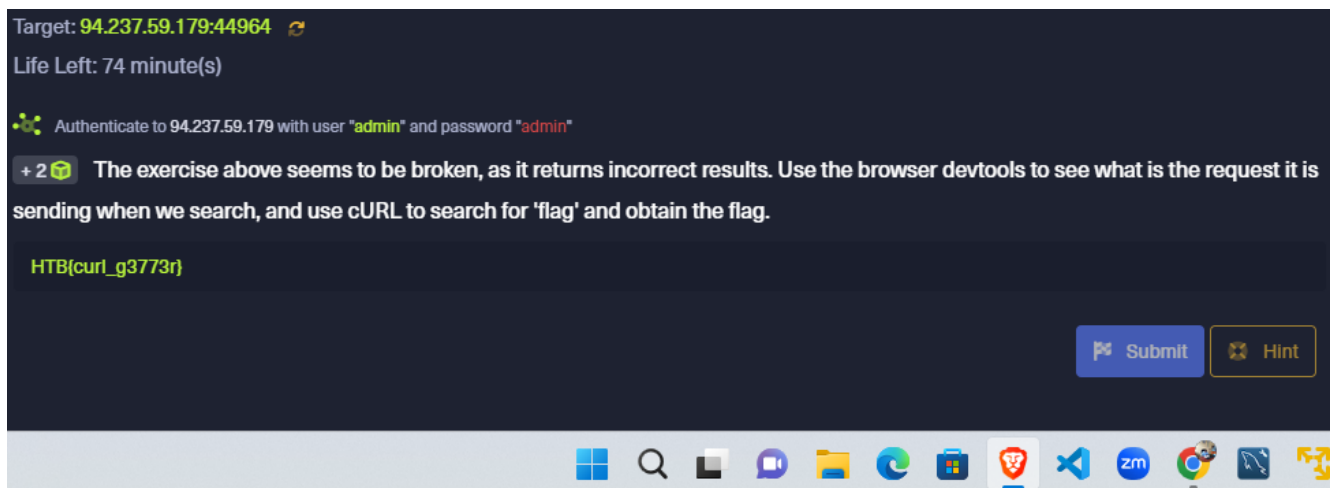 Target: 94.237.59.179:44964
Life Left: 74 minute(s)
Authenticate to 94.237.59.179 with user "admin" and password "admin"
+ 2 The exercise above seems to be broken, as it returns incorrect results. Use the browser devtools to see what is the request it is
sending when we search, and use cURL to search for 'flag' and obtain the flag.
HTB{curl_g3773r}
Submit Hint
zm